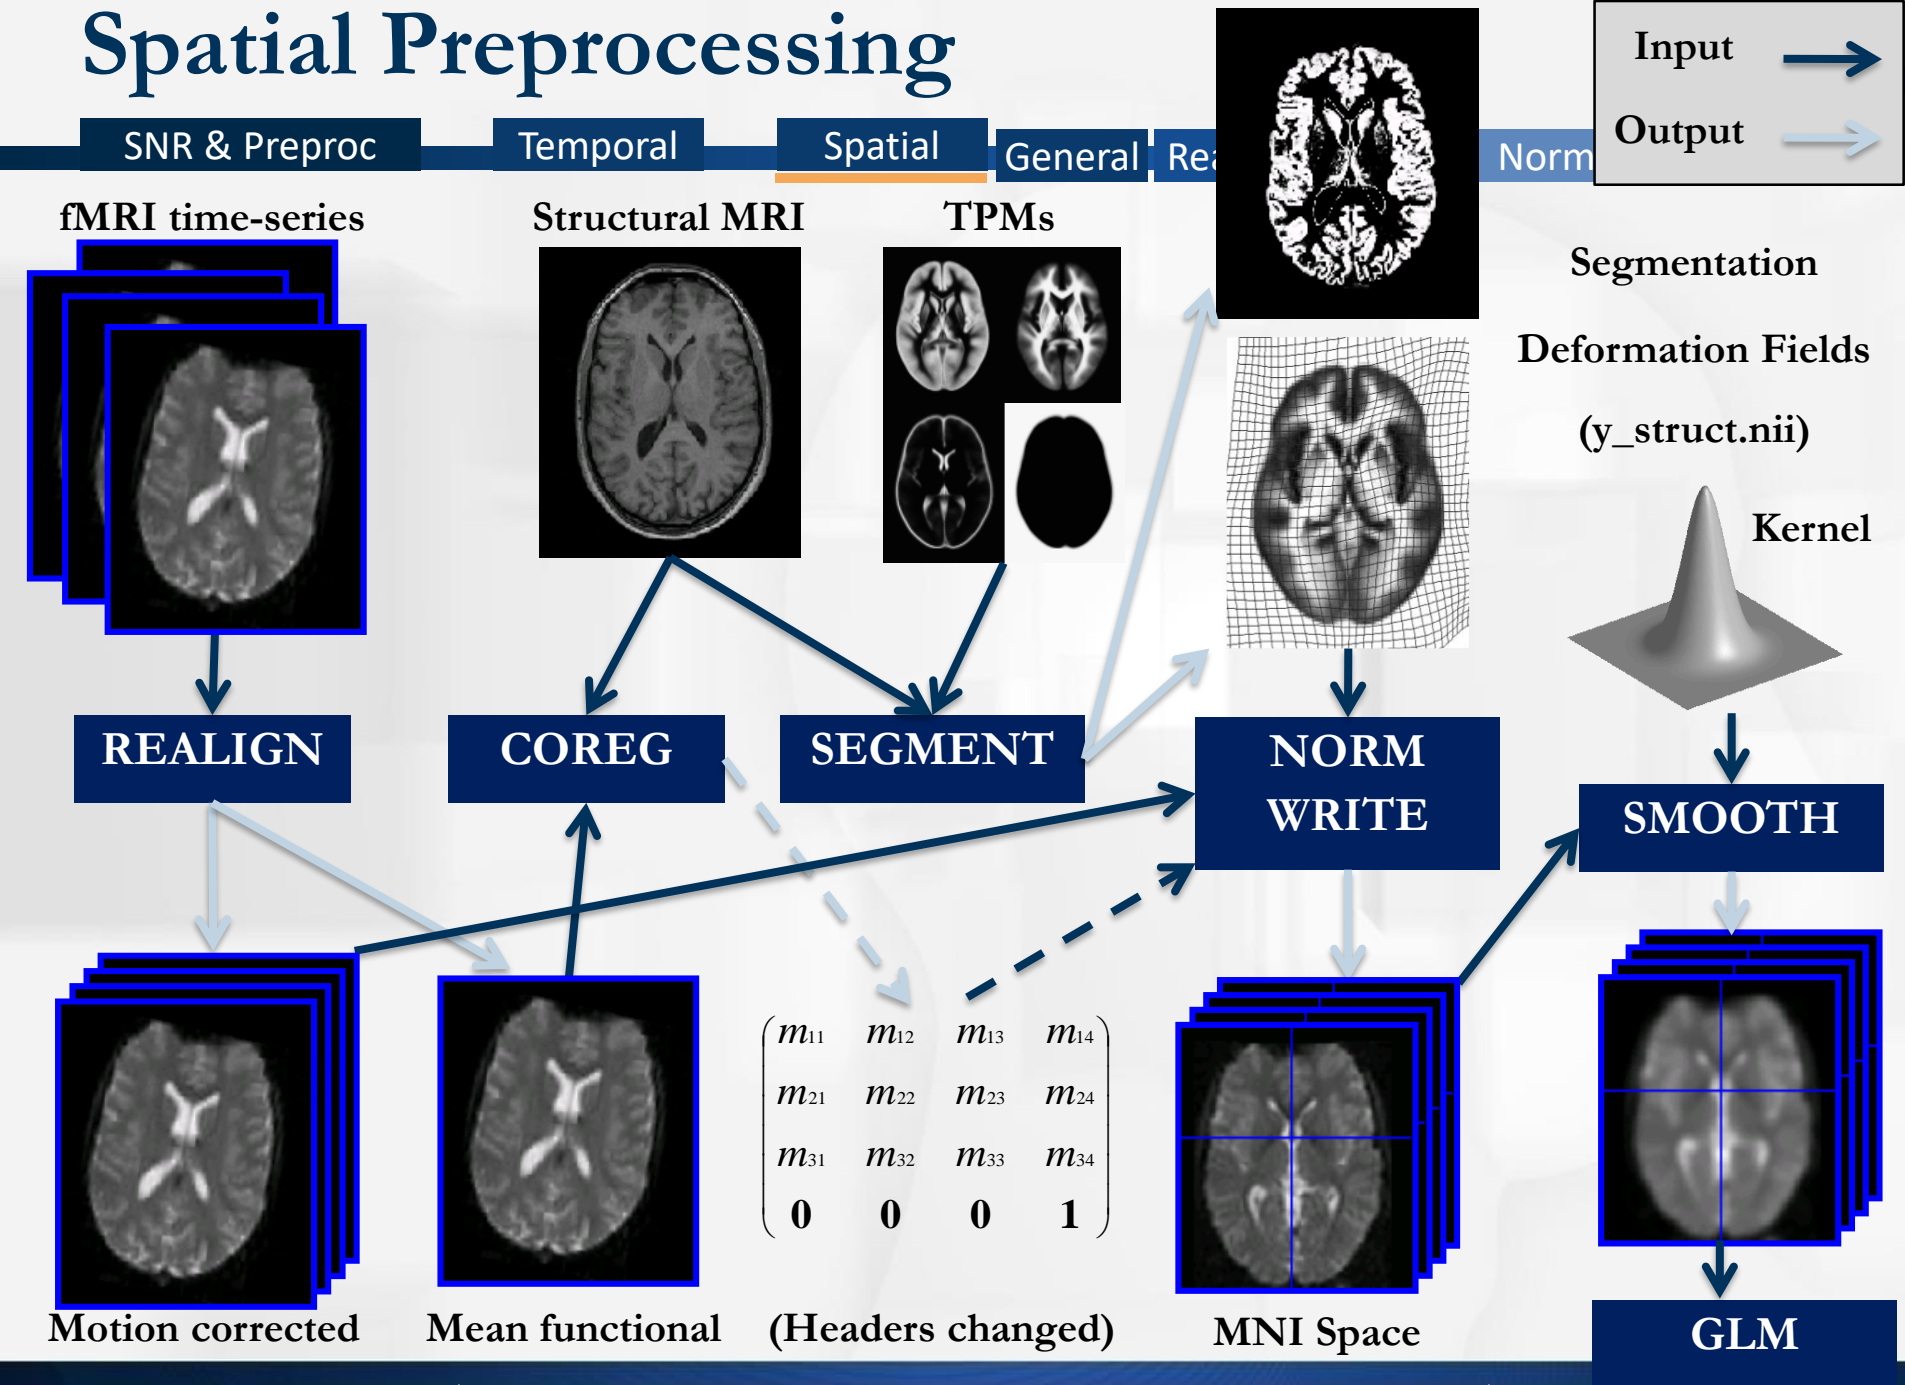 Spatial Preprocessing
Input
Output
SNR & Preproc
Temporal
Spatial
General
Rea
Norm
fMRI time-series
Structural MRI
TPMs
Segmentation
Deformation Fields
(y_struct.nii)
Kernel
REALIGN
COREG
SEGMENT
NORM
WRITE
SMOOTH
m11 m12 m13 m14
m21 m22 m23 m24
m31 m32 m33 m34
0 0 0 1
Motion corrected
Mean functional
(Headers changed)
MNI Space
GLM